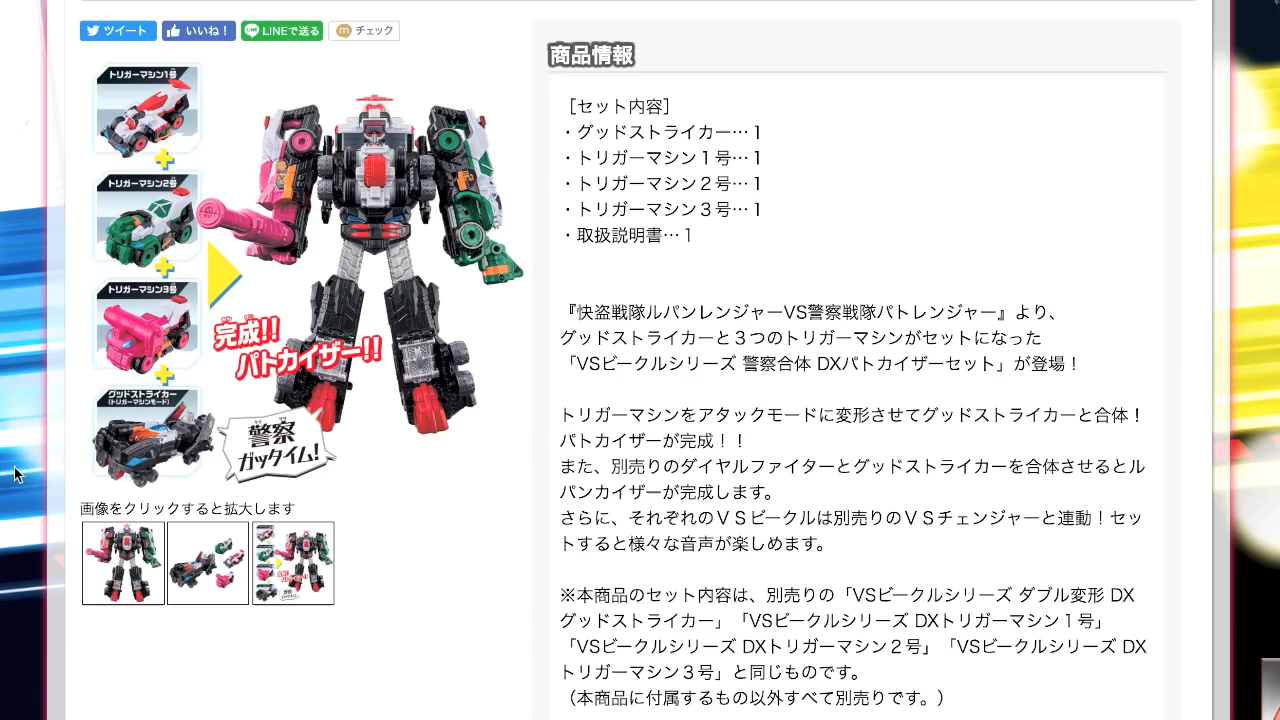 ツイート
いいね！
LINEで送る
チェック
トリガーマシン1号
トリガーマシン2号
トリガーマシン3号
グッドストライカー
(トリガーマシンモード)
完成!!
パトカイザー!!
警察
ガッタイム!
画像をクリックすると拡大します
商品情報
［セット内容］
・グッドストライカー…１
・トリガーマシン１号…１
・トリガーマシン２号…１
・トリガーマシン３号…１
・取扱説明書…１
『快盗戦隊ルパンレンジャーVS警察戦隊パトレンジャー』より、
グッドストライカーと３つのトリガーマシンがセットになった
「VSビークルシリーズ 警察合体 DXパトカイザーセット」が登場！
トリガーマシンをアタックモードに変形させてグッドストライカーと合体！
パトカイザーが完成！！
また、別売りのダイヤルファイターとグッドストライカーを合体させるとル
パンカイザーが完成します。
さらに、それぞれのＶＳビークルは別売りのＶＳチェンジャーと連動！セッ
トすると様々な音声が楽しめます。
※本商品のセット内容は、別売りの「VSビークルシリーズ ダブル変形 DX
グッドストライカー」「VSビークルシリーズ DXトリガーマシン１号」
「VSビークルシリーズ DXトリガーマシン２号」「VSビークルシリーズ DX
トリガーマシン３号」と同じものです。
（本商品に付属するもの以外すべて別売りです。）